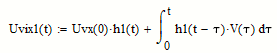 Uvix1(t) := Uvx(0)·h1(t) + ∫₀ᵗ h1(t − τ)·V(τ) dτ